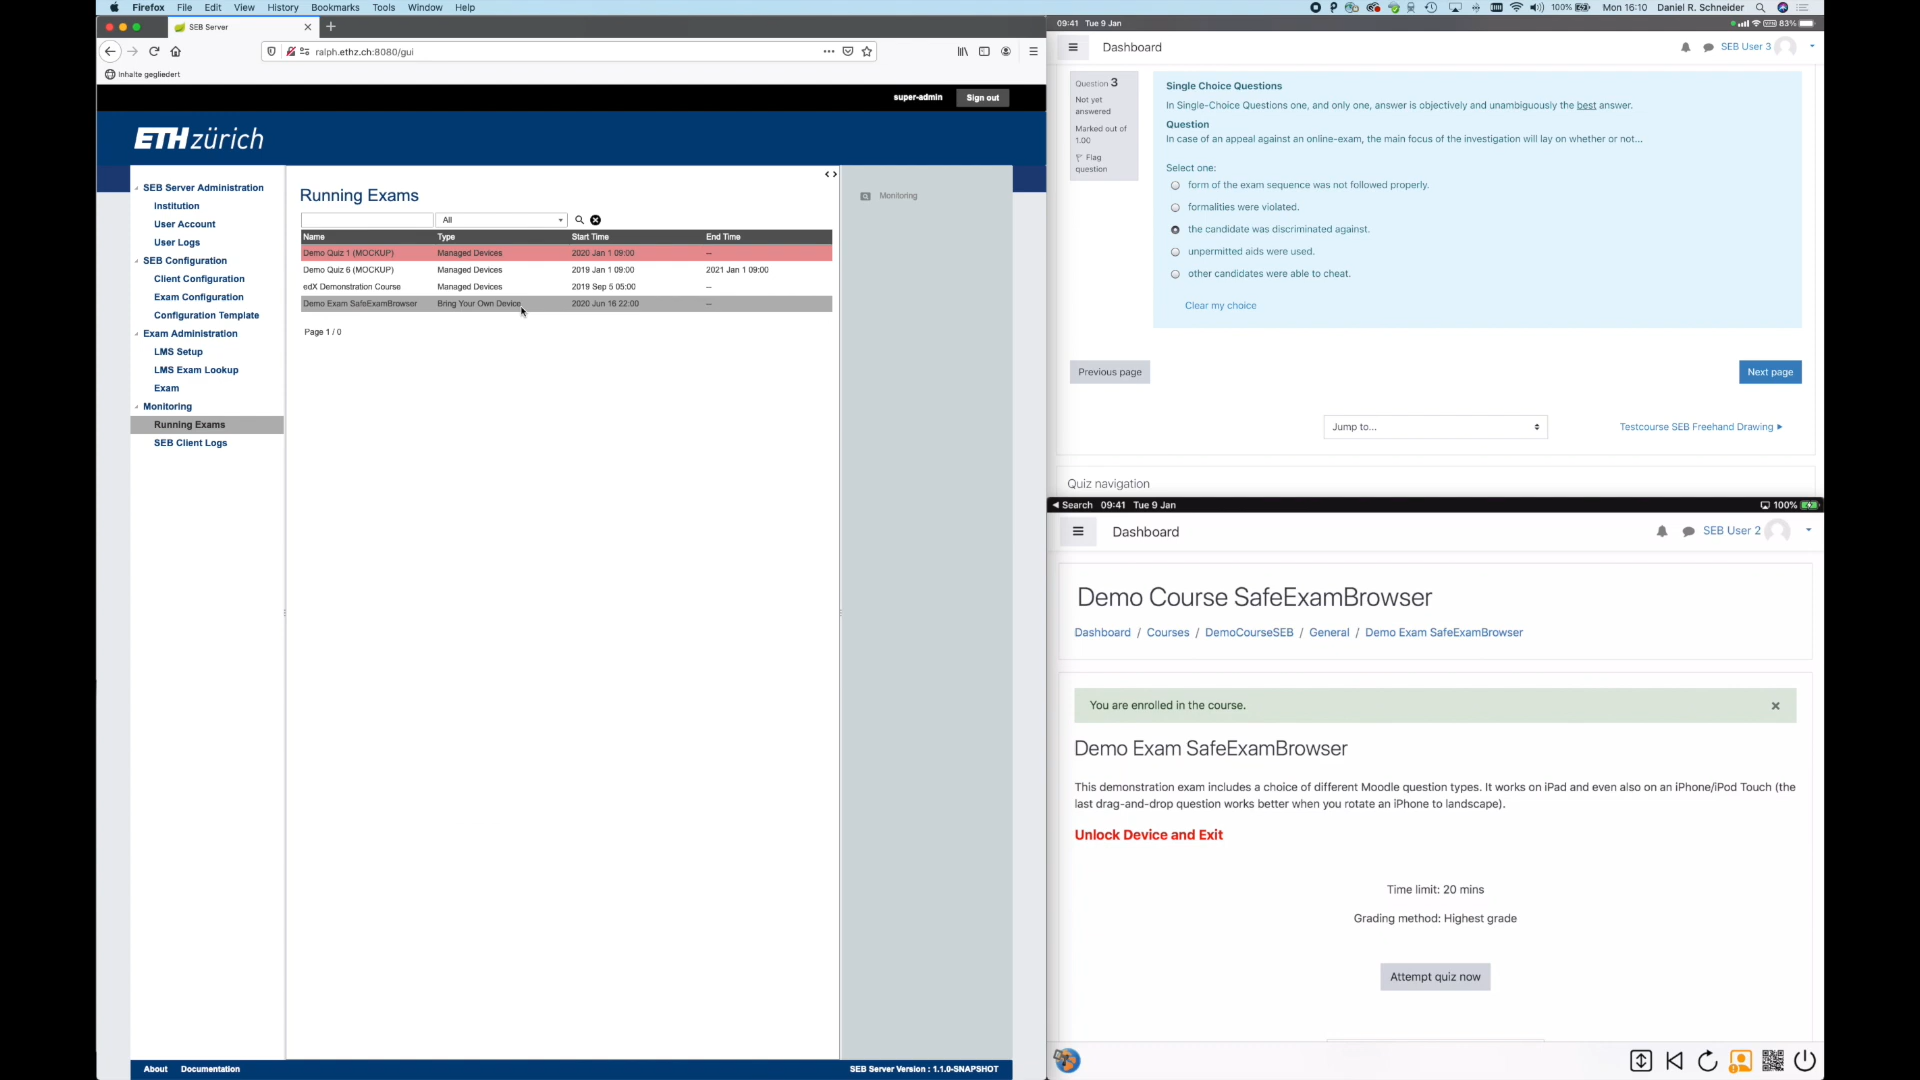 Firefox File Edit View History Bookmarks Tools Window Help
100% Mon 16:10 Daniel R. Schneider
SEB Server
ralph.ethz.ch:8080/gui
Inhalte gegliedert
super-admin Sign out
ETH zürich
SEB Server Administration
Institution
User Account
User Logs
SEB Configuration
Client Configuration
Exam Configuration
Configuration Template
Exam Administration
LMS Setup
LMS Exam Lookup
Exam
Monitoring
Running Exams
SEB Client Logs
Running Exams
All
Name Type Start Time End Time
Demo Quiz 1 (MOCKUP) Managed Devices 2020 Jan 1 09:00 --
Demo Quiz 6 (MOCKUP) Managed Devices 2019 Jan 1 09:00 2021 Jan 1 09:00
edX Demonstration Course Managed Devices 2019 Sep 5 05:00 --
Demo Exam SafeExamBrowser Bring Your Own Device 2020 Jun 16 22:00 --
Page 1 / 0
Monitoring
About Documentation
SEB Server Version : 1.1.0-SNAPSHOT
09:41 Tue 9 Jan
83%
Dashboard
SEB User 3
Question 3
Not yet
answered
Marked out of
1.00
Flag
question
Single Choice Questions
In Single-Choice Questions one, and only one, answer is objectively and unambiguously the best answer.
Question
In case of an appeal against an online-exam, the main focus of the investigation will lay on whether or not...
Select one:
form of the exam sequence was not followed properly.
formalities were violated.
the candidate was discriminated against.
unpermitted aids were used.
other candidates were able to cheat.
Clear my choice
Previous page
Next page
Jump to...
Testcourse SEB Freehand Drawing ►
Quiz navigation
◀ Search 09:41 Tue 9 Jan
100%
Dashboard
SEB User 2
Demo Course SafeExamBrowser
Dashboard / Courses / DemoCourseSEB / General / Demo Exam SafeExamBrowser
You are enrolled in the course.
×
Demo Exam SafeExamBrowser
This demonstration exam includes a choice of different Moodle question types. It works on iPad and even also on an iPhone/iPod Touch (the
last drag-and-drop question works better when you rotate an iPhone to landscape).
Unlock Device and Exit
Time limit: 20 mins
Grading method: Highest grade
Attempt quiz now